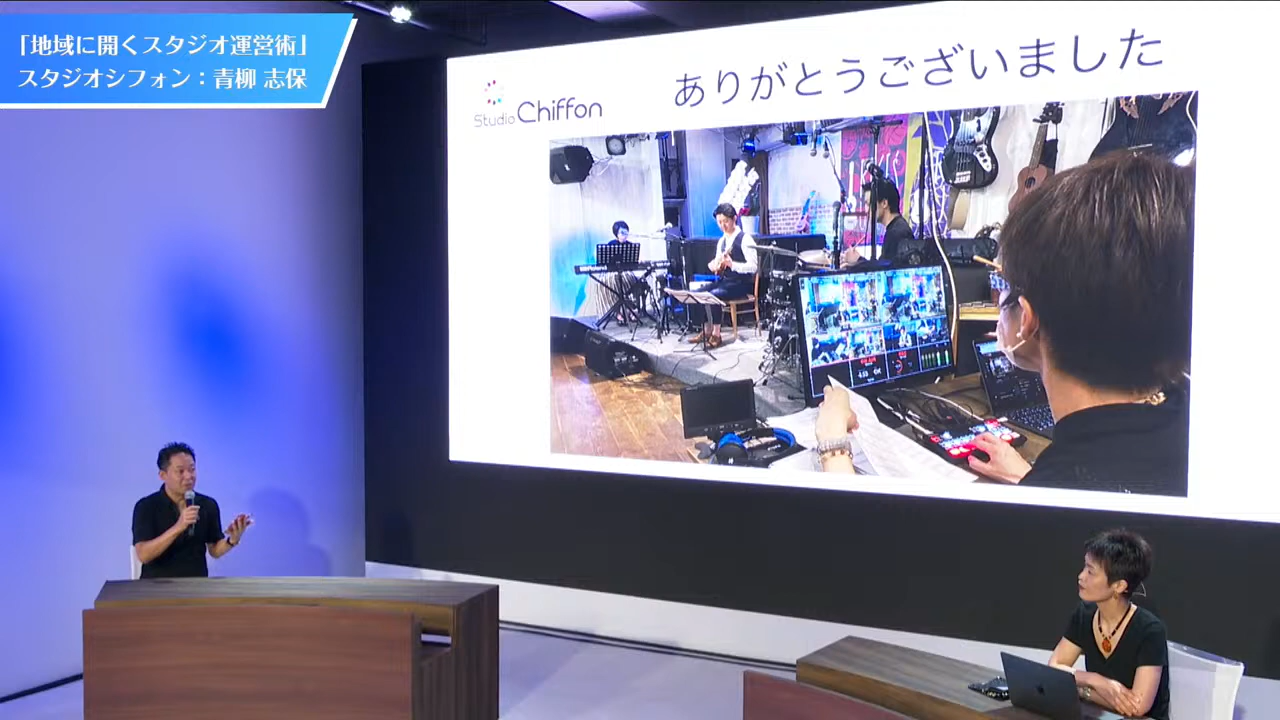 「地域に開くスタジオ運営術」
スタジオシフォン：青柳 志保
Studio Chiffon
ありがとうございました
Roland